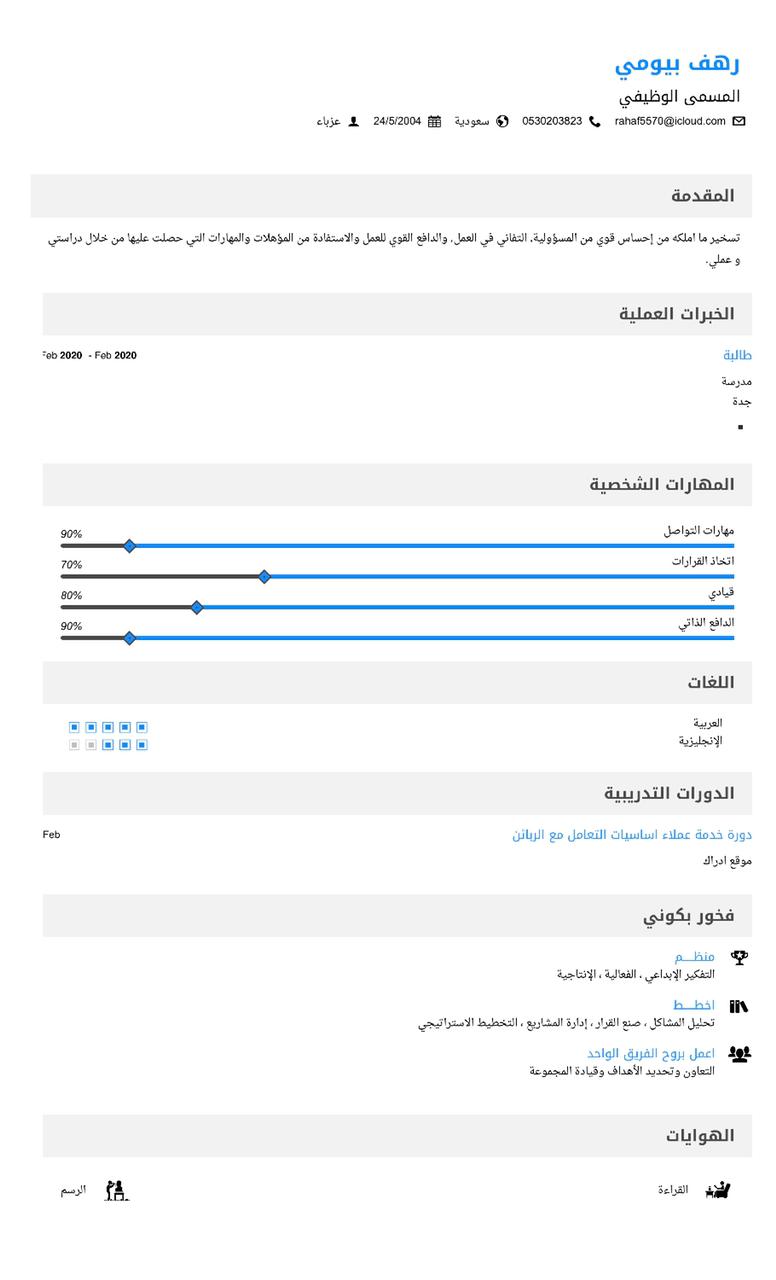 رهف بيومي
المسمى الوظيفي
rahaf5570@icloud.com 0530203823 سعودية 24/5/2004 عزباء
المقدمة
تسخير ما املكه من إحساس قوي من المسؤولية، التفاني في العمل، والدافع القوي للعمل والاستفادة من المؤهلات والمهارات التي حصلت عليها من خلال دراستي
و عملي.
الخبرات العملية
طالبة Feb 2020 - Feb 2020
مدرسة
جدة
المهارات الشخصية
مهارات التواصل 90%
اتخاذ القرارات 70%
قيادي 80%
الدافع الذاتي 90%
اللغات
العربية
الإنجليزية
الدورات التدريبية
دورة خدمة عملاء اساسيات التعامل مع الزبائن Feb
موقع ادراك
فخور بكوني
منظـــم
التفكير الإبداعي ، الفعالية ، الإنتاجية
اخطـــط
تحليل المشاكل ، صنع القرار ، إدارة المشاريع ، التخطيط الاستراتيجي
اعمل بروح الفريق الواحد
التعاون وتحديد الأهداف وقيادة المجموعة
الهوايات
القراءة الرسم